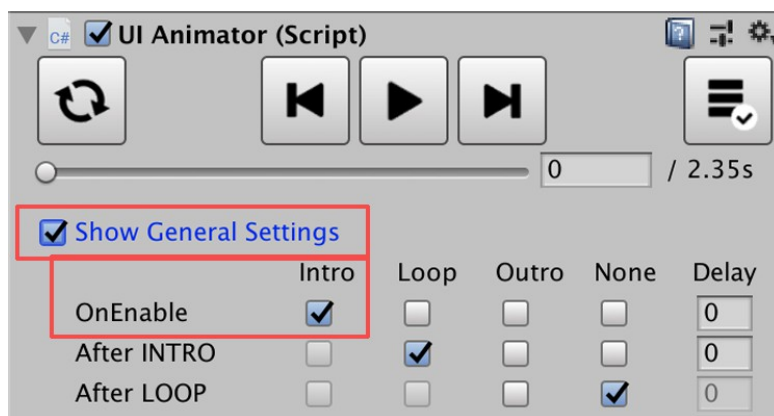 C# UI Animator (Script)
0 / 2.35s
Show General Settings
Intro Loop Outro None Delay
OnEnable 0
After INTRO 0
After LOOP 0